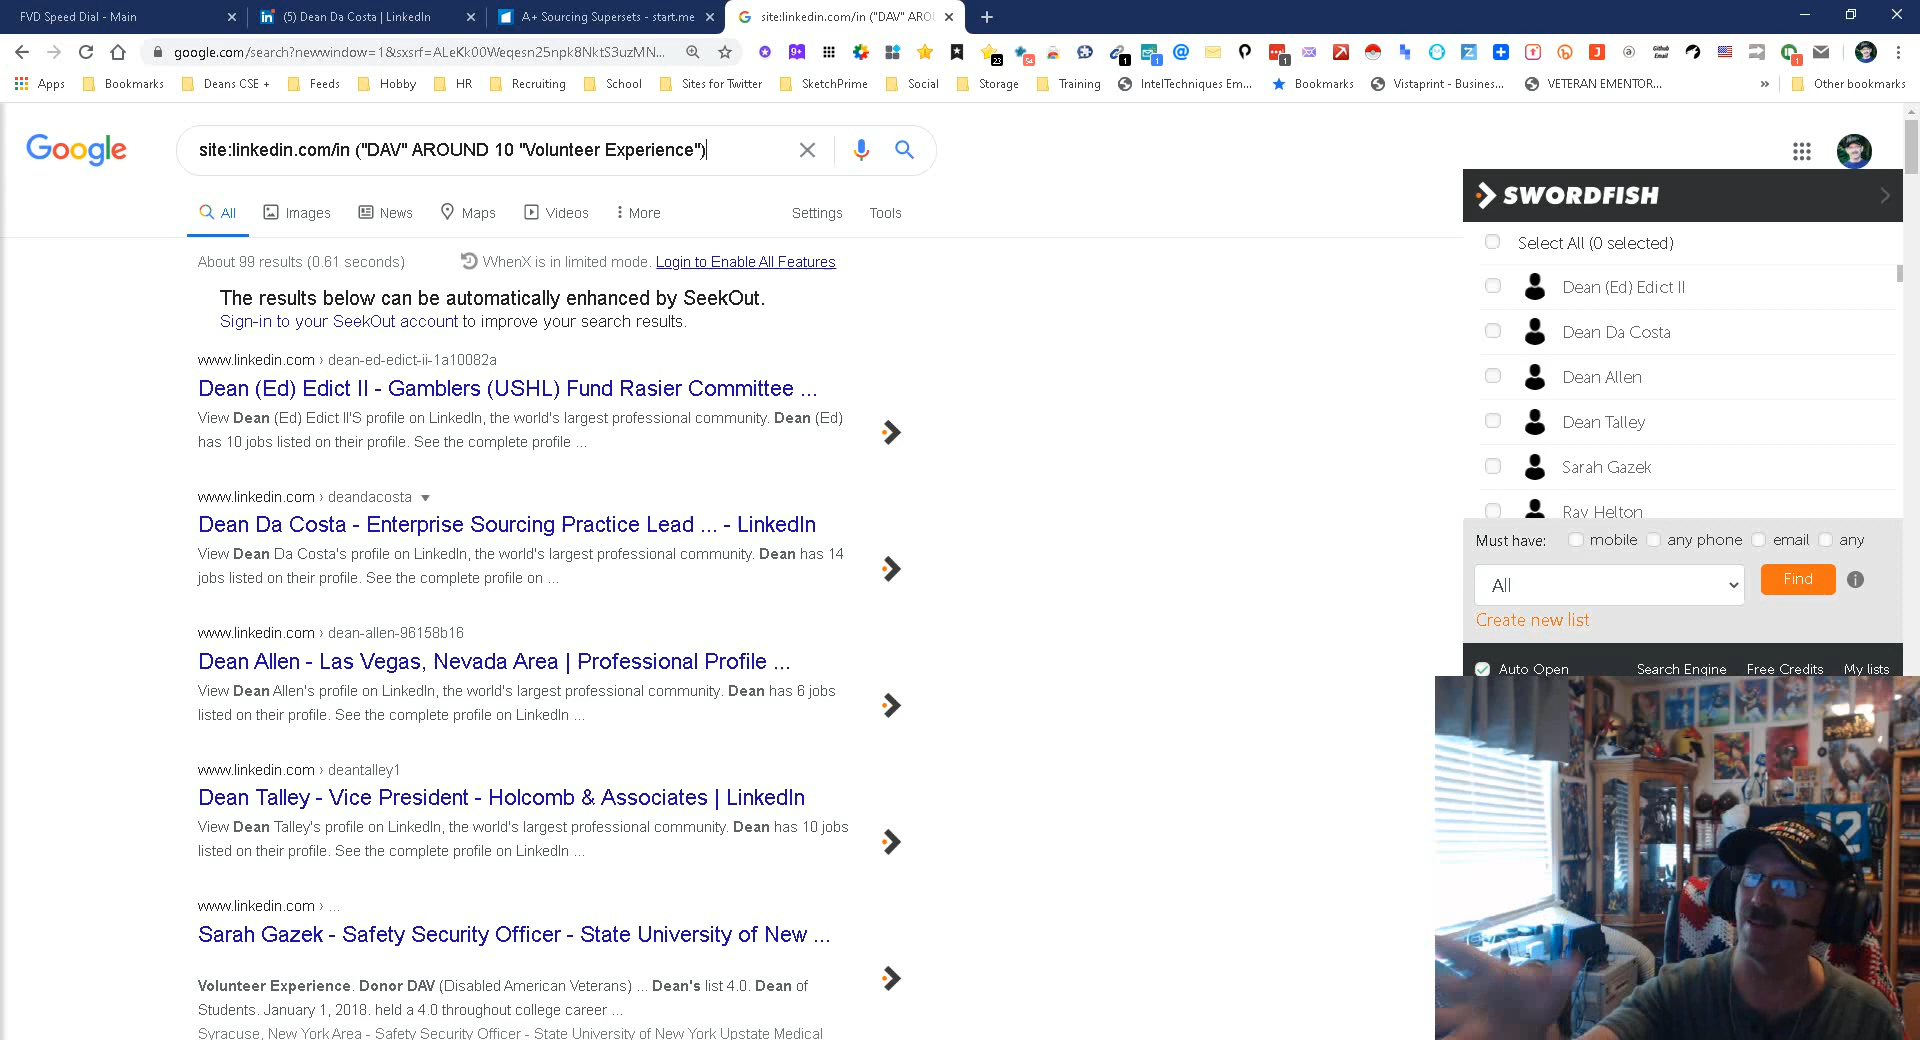 FVD Speed Dial - Main
(5) Dean Da Costa | LinkedIn
A+ Sourcing Supersets - start.me
site:linkedin.com/in ("DAV" AROU
google.com/search?newwindow=1&sxsrf=ALeKk00Weqesn25npk8NktS3uzMN...
Apps
Bookmarks
Deans CSE +
Feeds
Hobby
HR
Recruiting
School
Sites for Twitter
SketchPrime
Social
Storage
Training
IntelTechniques Em...
Bookmarks
Vistaprint - Busines...
VETERAN EMENTOR...
»
Other bookmarks
Google
site:linkedin.com/in ("DAV" AROUND 10 "Volunteer Experience")
All
Images
News
Maps
Videos
More
Settings
Tools
About 99 results (0.61 seconds)
WhenX is in limited mode. Login to Enable All Features
The results below can be automatically enhanced by SeekOut.
Sign-in to your SeekOut account to improve your search results.
www.linkedin.com › dean-ed-edict-ii-1a10082a
Dean (Ed) Edict II - Gamblers (USHL) Fund Rasier Committee ...
View Dean (Ed) Edict II'S profile on LinkedIn, the world's largest professional community. Dean (Ed)
has 10 jobs listed on their profile. See the complete profile ...
www.linkedin.com › deandacosta
Dean Da Costa - Enterprise Sourcing Practice Lead ... - LinkedIn
View Dean Da Costa's profile on LinkedIn, the world's largest professional community. Dean has 14
jobs listed on their profile. See the complete profile on ...
www.linkedin.com › dean-allen-96158b16
Dean Allen - Las Vegas, Nevada Area | Professional Profile ...
View Dean Allen's profile on LinkedIn, the world's largest professional community. Dean has 6 jobs
listed on their profile. See the complete profile on LinkedIn ...
www.linkedin.com › deantalley1
Dean Talley - Vice President - Holcomb & Associates | LinkedIn
View Dean Talley's profile on LinkedIn, the world's largest professional community. Dean has 10 jobs
listed on their profile. See the complete profile on LinkedIn ...
www.linkedin.com › ...
Sarah Gazek - Safety Security Officer - State University of New ...
Volunteer Experience. Donor DAV (Disabled American Veterans) ... Dean's list 4.0. Dean of
Students. January 1, 2018. held a 4.0 throughout college career ...
Syracuse, New York Area - Safety Security Officer - State University of New York Upstate Medical
SWORDFISH
Select All (0 selected)
Dean (Ed) Edict II
Dean Da Costa
Dean Allen
Dean Talley
Sarah Gazek
Ray Helton
Must have: mobile any phone email any
All
Find
Create new list
Auto Open
Search Engine
Free Credits
My lists
12